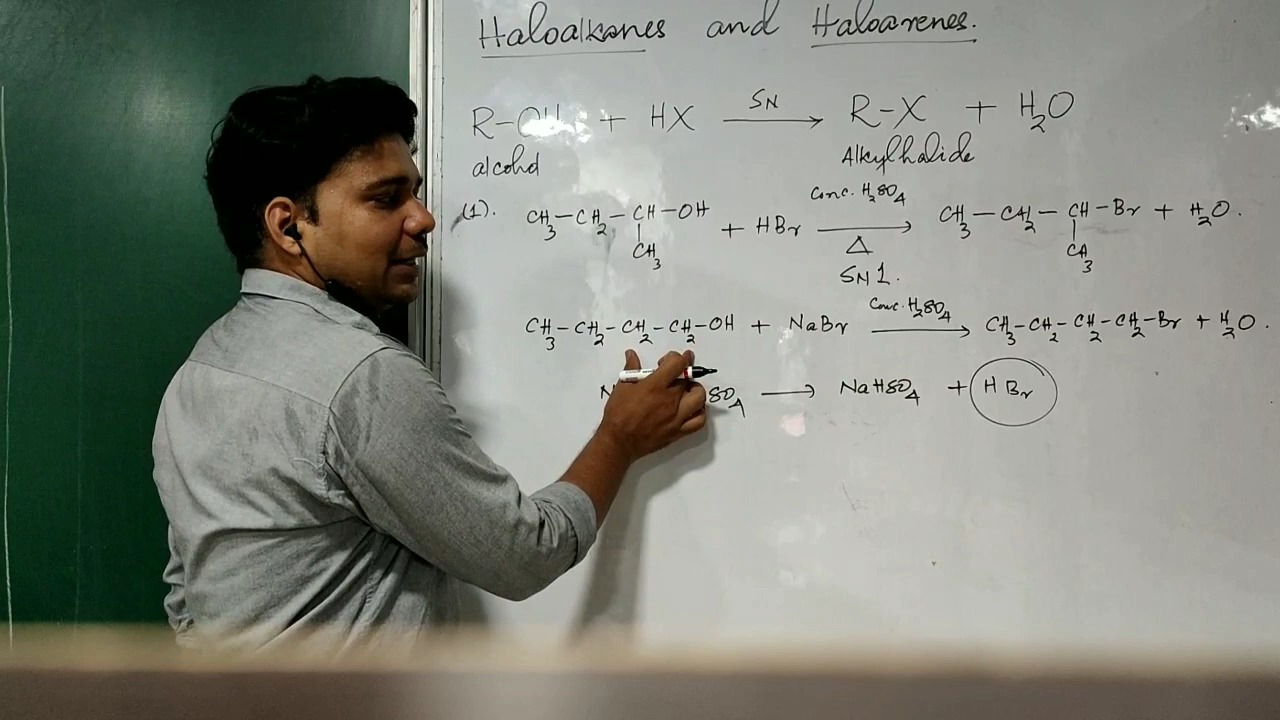 Haloalkanes and Haloarenes.
R-OH + HX SN → R-X + H₂O
alcohol Alkylhalide
(1). CH₃-CH₂-CH-OH + HBr Conc. H₂SO₄ → CH₃-CH₂-CH-Br + H₂O.
CH₃ Δ CH₃
SN1.
CH₃-CH₂-CH₂-CH₂-OH + NaBr Conc. H₂SO₄ → CH₃-CH₂-CH₂-CH₂-Br + H₂O.
SO₄ → NaHSO₄ + HBr